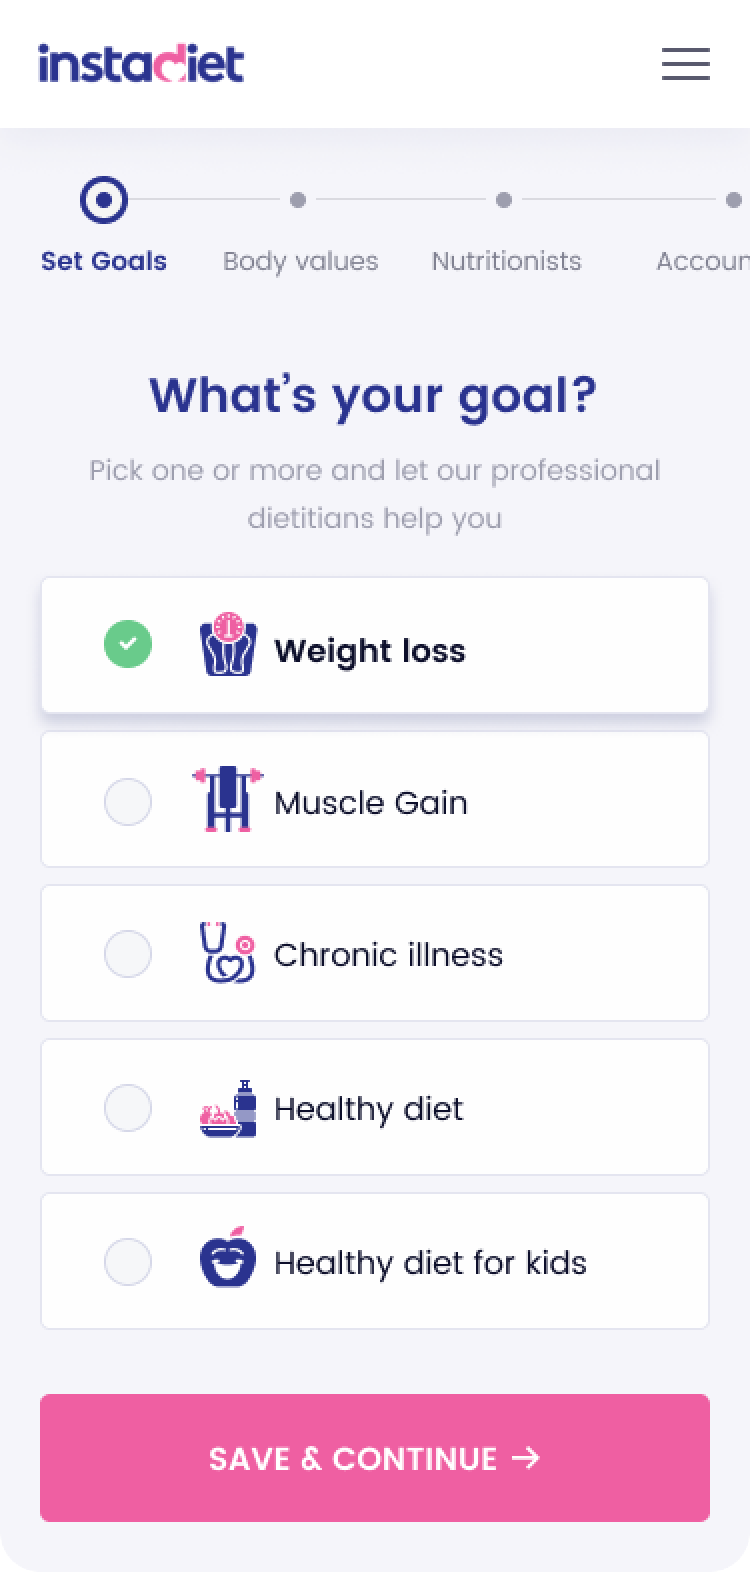 instadiet
Set Goals
Body values
Nutritionists
Accoun
What's your goal?
Pick one or more and let our professional
dietitians help you
Weight loss
Muscle Gain
Chronic illness
Healthy diet
Healthy diet for kids
SAVE & CONTINUE →